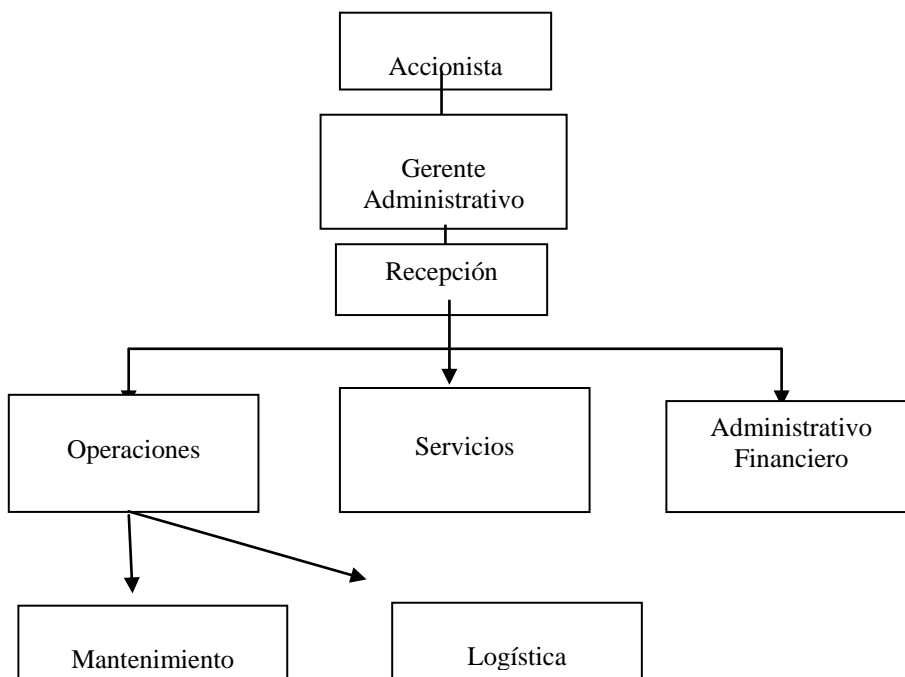 Accionista
Gerente
Administrativo
Recepción
Operaciones
Servicios
Administrativo
Financiero
Mantenimiento
Logística